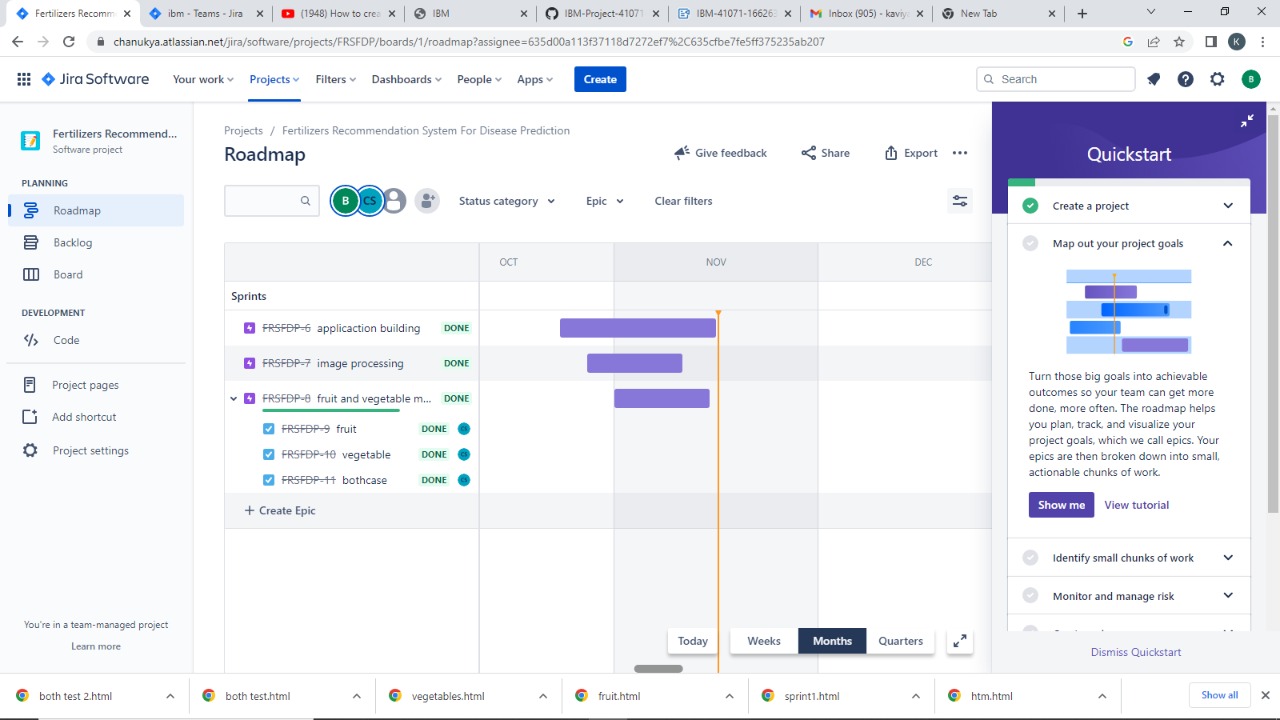 Fertilizers Recomm
ibm - Teams - Jira
(1948) How to crea
IBM
IBM-Project-41071
IBM-41071-166263
Inbox (905) - kaviy
New Tab
chanukya.atlassian.net/jira/software/projects/FRSFDP/boards/1/roadmap?assignee=635d00a113f37118d7272ef7%2C635cfbe7fe5ff375235ab207
K
Jira Software
Your work
Projects
Filters
Dashboards
People
Apps
Create
Search
B
Fertilizers Recommend...
Software project
PLANNING
Roadmap
Backlog
Board
DEVELOPMENT
Code
Project pages
Add shortcut
Project settings
You're in a team-managed project
Learn more
Projects / Fertilizers Recommendation System For Disease Prediction
Roadmap
Give feedback
Share
Export
B CS
Status category
Epic
Clear filters
OCT NOV DEC
Sprints
FRSFDP-6 applicaction building DONE
FRSFDP-7 image processing DONE
FRSFDP-8 fruit and vegetable m... DONE
FRSFDP-9 fruit DONE
FRSFDP-10 vegetable DONE
FRSFDP-11 bothcase DONE
+ Create Epic
Today
Weeks
Months
Quarters
Quickstart
Create a project
Map out your project goals
Turn those big goals into achievable
outcomes so your team can get more
done, more often. The roadmap helps
you plan, track, and visualize your
project goals, which we call epics. Your
epics are then broken down into small,
actionable chunks of work.
Show me
View tutorial
Identify small chunks of work
Monitor and manage risk
Dismiss Quickstart
both test 2.html
both test.html
vegetables.html
fruit.html
sprint1.html
htm.html
Show all